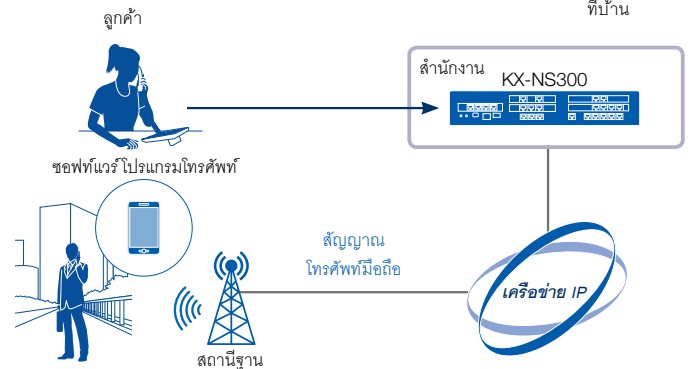 ที่บ้าน
ลูกค้า
สำนักงาน
KX-NS300
ซอฟท์แวร์โปรแกรมโทรศัพท์
สัญญาณ
โทรศัพท์มือถือ
เครือข่าย IP
สถานีฐาน